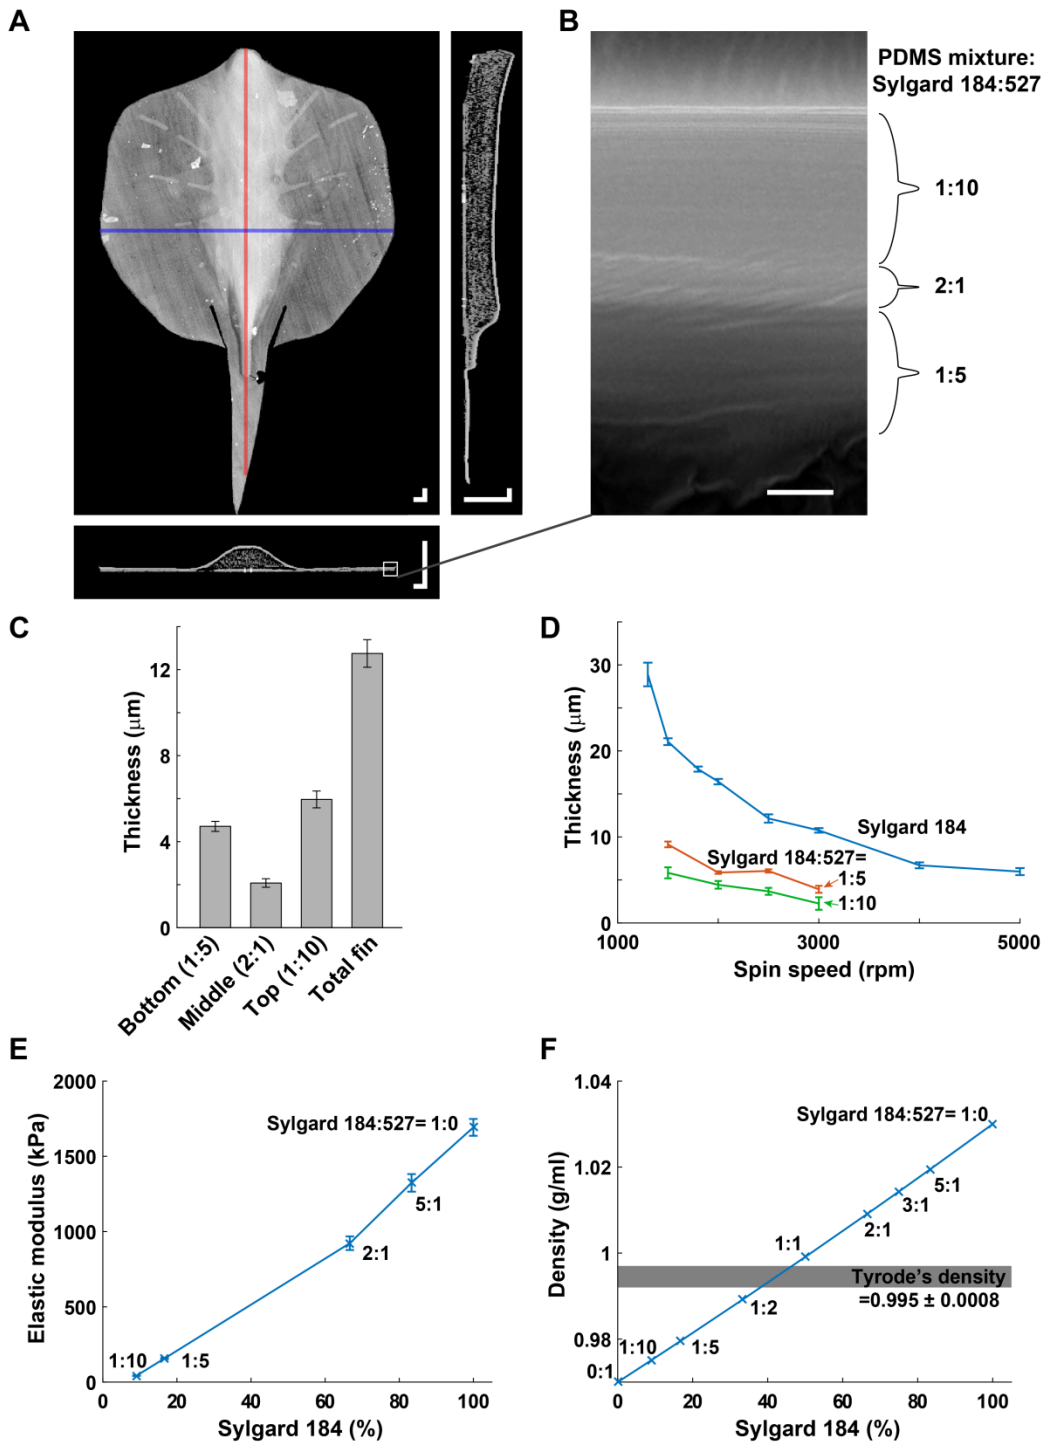 A
B
PDMS mixture:
Sylgard 184:527
1:10
2:1
1:5
C
Thickness (μm)
12
8
4
0
Bottom (1:5)
Middle (2:1)
Top (1:10)
Total fin
D
Thickness (μm)
30
20
10
0
Sylgard 184
Sylgard 184:527=
1:5
1:10
1000
3000
5000
Spin speed (rpm)
E
Elastic modulus (kPa)
2000
1500
1000
500
0
Sylgard 184:527= 1:0
5:1
2:1
1:10
1:5
0
20
40
60
80
100
Sylgard 184 (%)
F
Density (g/ml)
1.04
1.02
1
0.98
Sylgard 184:527= 1:0
5:1
3:1
2:1
1:1
Tyrode's density
=0.995 ± 0.0008
1:2
1:5
1:10
0:1
0
20
40
60
80
100
Sylgard 184 (%)